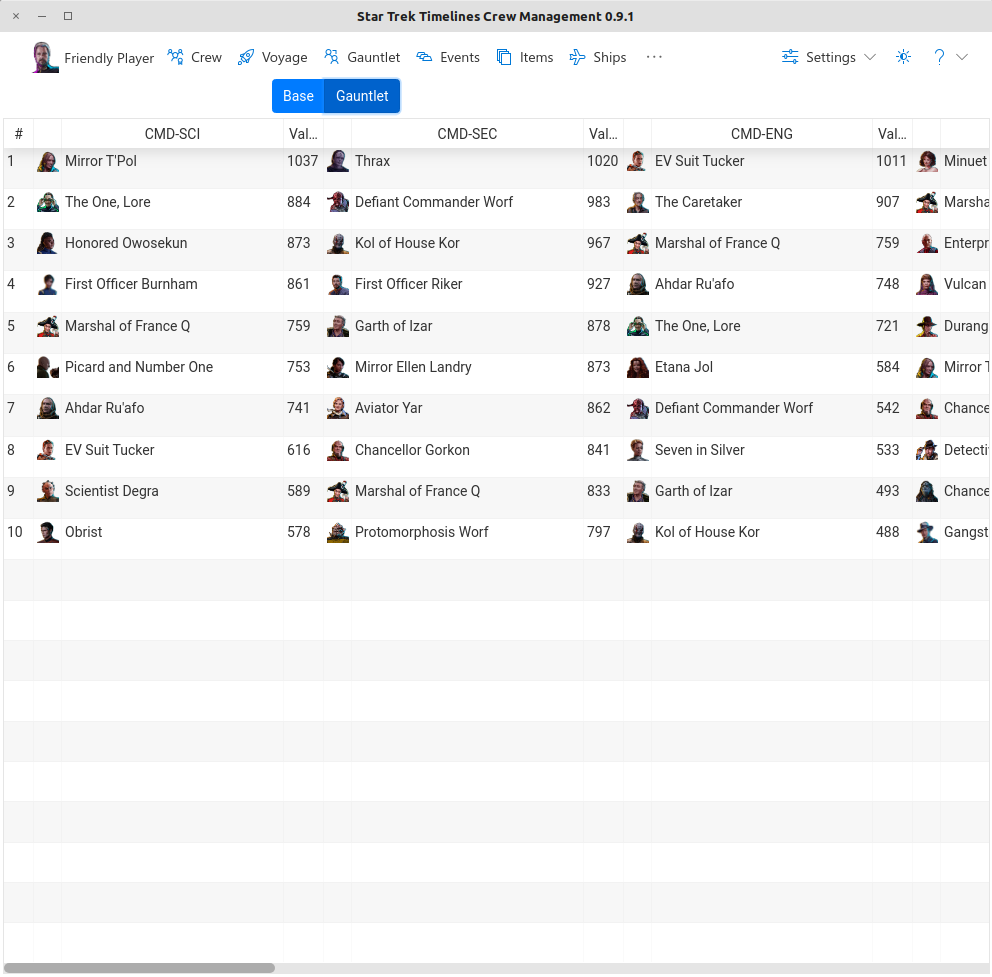 Star Trek Timelines Crew Management 0.9.1
Friendly Player Crew Voyage Gauntlet Events Items Ships ··· Settings ?
Base Gauntlet
# CMD-SCI Val... CMD-SEC Val... CMD-ENG Val...
1 Mirror T'Pol 1037 Thrax 1020 EV Suit Tucker 1011 Minuet
2 The One, Lore 884 Defiant Commander Worf 983 The Caretaker 907 Marsha
3 Honored Owosekun 873 Kol of House Kor 967 Marshal of France Q 759 Enterpr
4 First Officer Burnham 861 First Officer Riker 927 Ahdar Ru'afo 748 Vulcan
5 Marshal of France Q 759 Garth of Izar 878 The One, Lore 721 Durang
6 Picard and Number One 753 Mirror Ellen Landry 873 Etana Jol 584 Mirror T
7 Ahdar Ru'afo 741 Aviator Yar 862 Defiant Commander Worf 542 Chance
8 EV Suit Tucker 616 Chancellor Gorkon 841 Seven in Silver 533 Detecti
9 Scientist Degra 589 Marshal of France Q 833 Garth of Izar 493 Chance
10 Obrist 578 Protomorphosis Worf 797 Kol of House Kor 488 Gangst